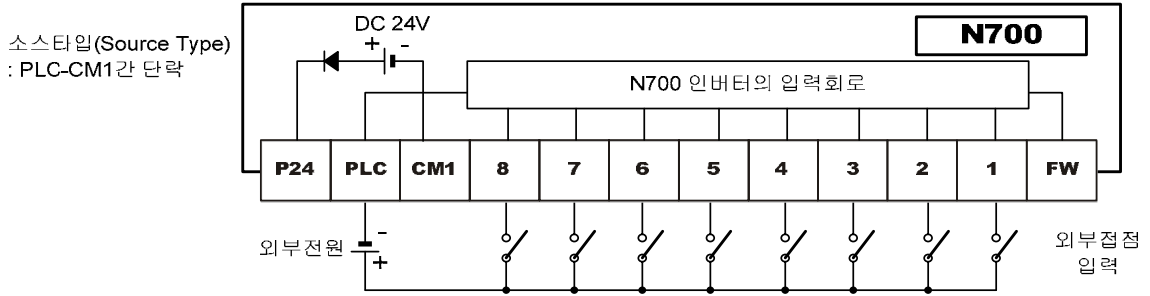 소스타입(Source Type)
: PLC-CM1간 단락
DC 24V
+ -
N700
N700 인버터의 입력회로
P24 PLC CM1 8 7 6 5 4 3 2 1 FW
외부전원
-
+
외부접점
입력